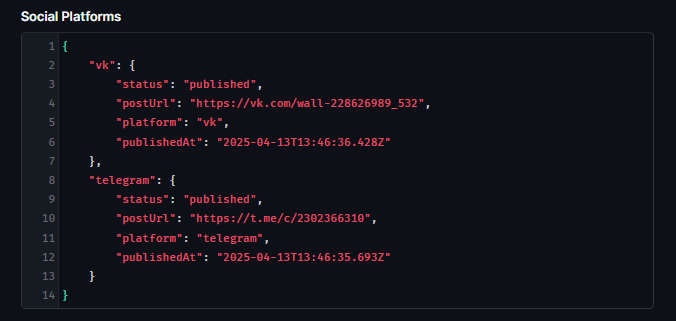 Social Platforms
1 {
2 "vk": {
3 "status": "published",
4 "postUrl": "https://vk.com/wall-228626989_532",
5 "platform": "vk",
6 "publishedAt": "2025-04-13T13:46:36.428Z"
7 },
8 "telegram": {
9 "status": "published",
10 "postUrl": "https://t.me/c/2302366310",
11 "platform": "telegram",
12 "publishedAt": "2025-04-13T13:46:35.693Z"
13 }
14 }